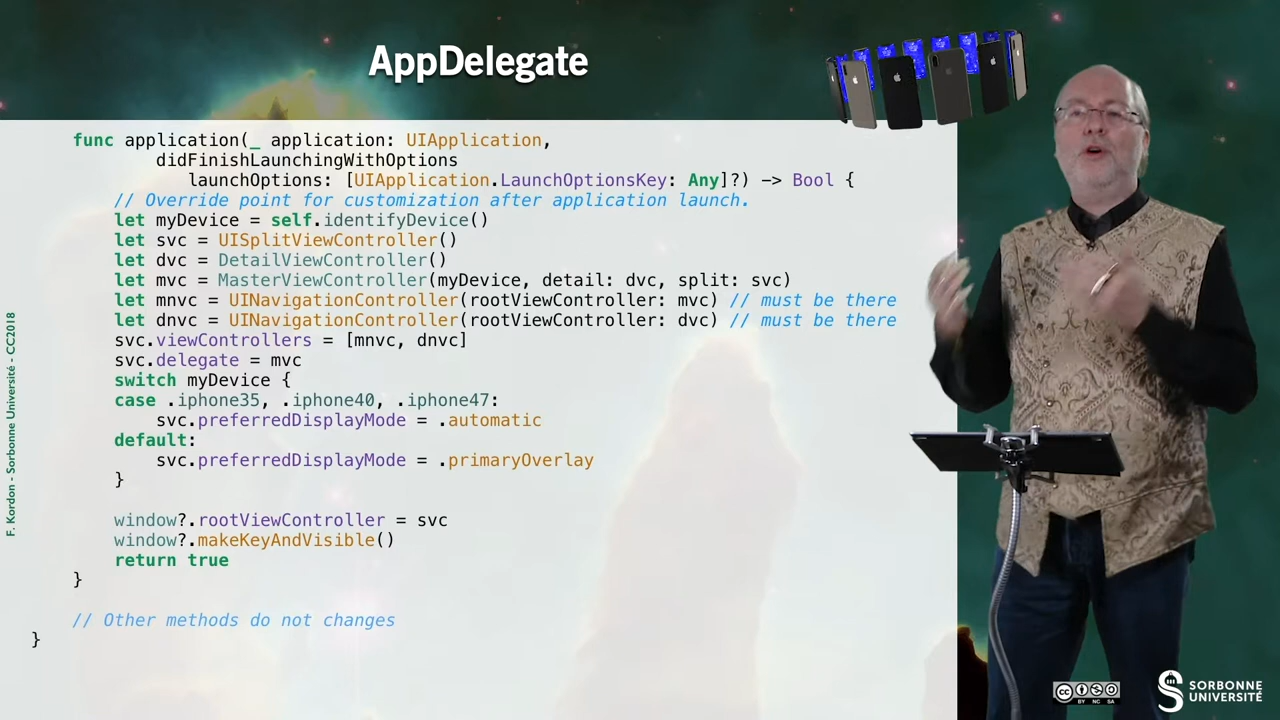 AppDelegate
func application(_ application: UIApplication,
didFinishLaunchingWithOptions
launchOptions: [UIApplication.LaunchOptionsKey: Any]?) -> Bool {
// Override point for customization after application launch.
let myDevice = self.identifyDevice()
let svc = UISplitViewController()
let dvc = DetailViewController()
let mvc = MasterViewController(myDevice, detail: dvc, split: svc)
let mnvc = UINavigationController(rootViewController: mvc) // must be there
let dnvc = UINavigationController(rootViewController: dvc) // must be there
svc.viewControllers = [mnvc, dnvc]
svc.delegate = mvc
switch myDevice {
case .iphone35, .iphone40, .iphone47:
svc.preferredDisplayMode = .automatic
default:
svc.preferredDisplayMode = .primaryOverlay
}
window?.rootViewController = svc
window?.makeKeyAndVisible()
return true
}
// Other methods do not changes
}
F. Kordon - Sorbonne Université - CC2018
CC BY NC SA
SORBONNE
UNIVERSITÉ